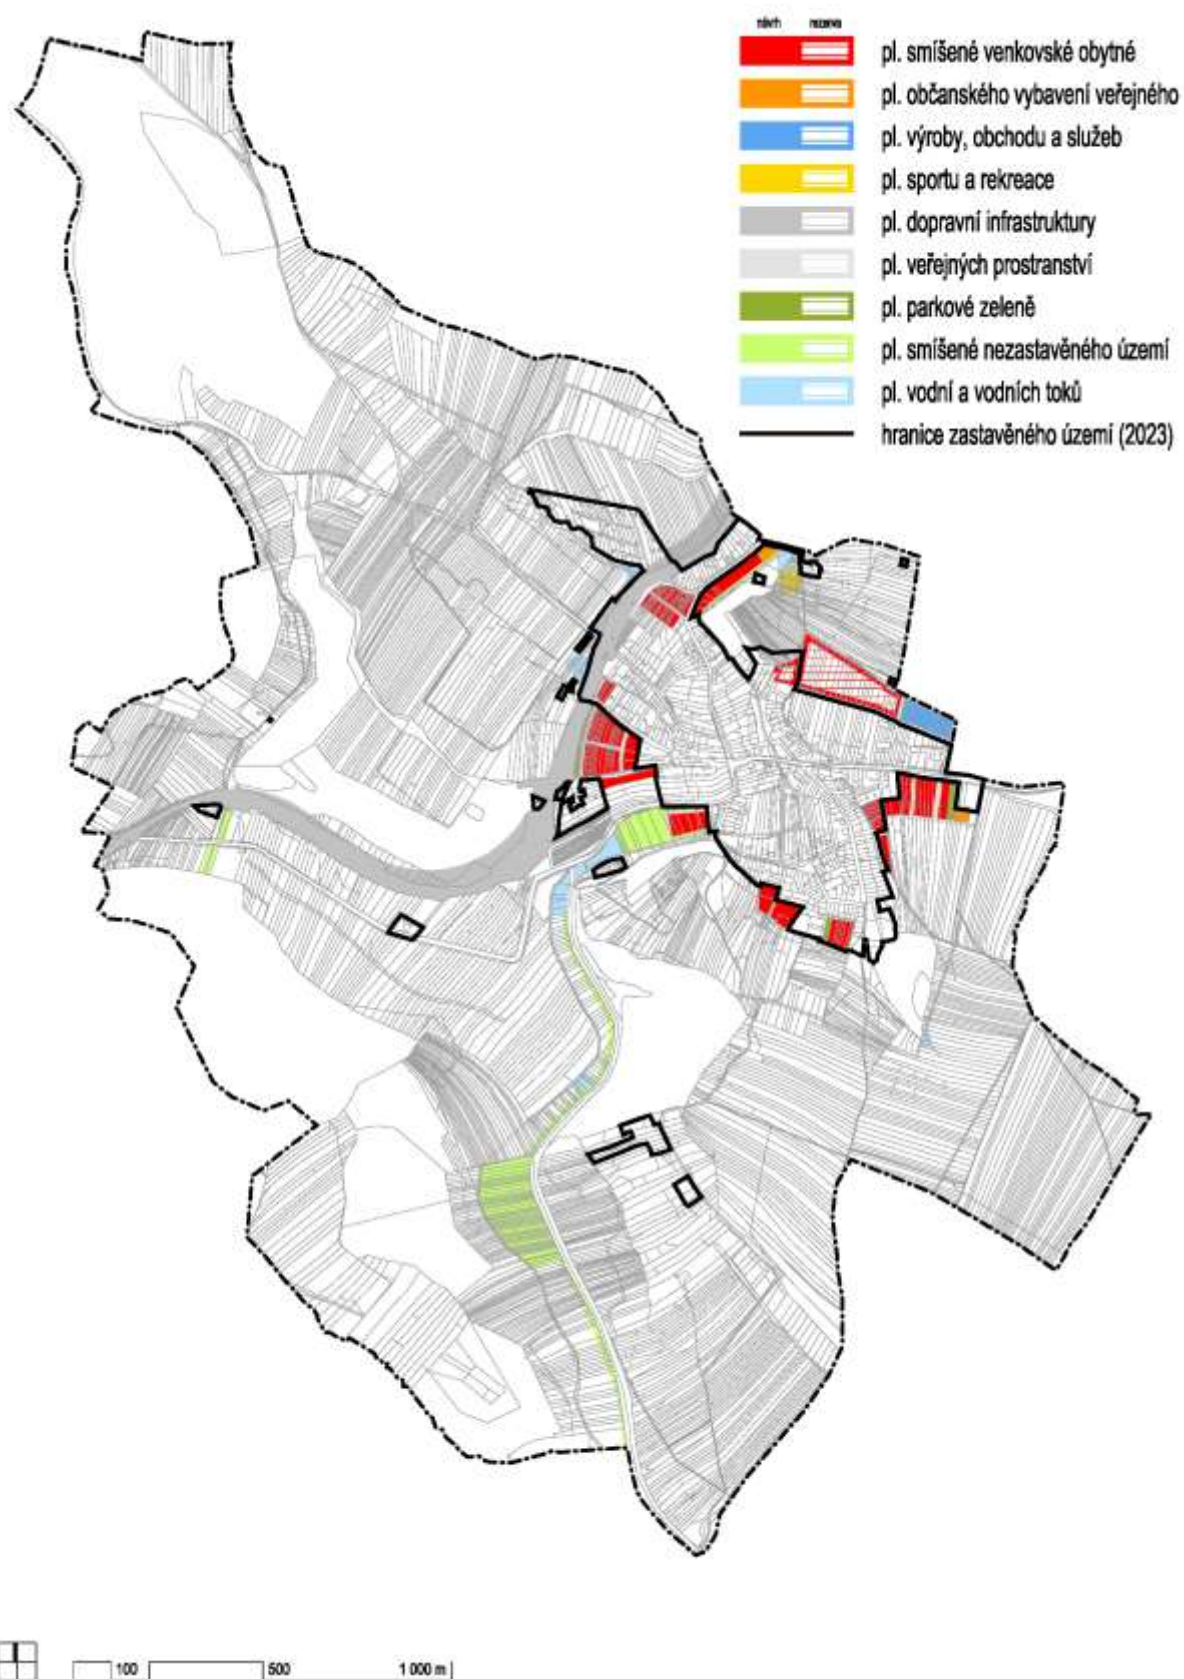 návrh rezerva
pl. smíšené venkovské obytné
pl. občanského vybavení veřejného
pl. výroby, obchodu a služeb
pl. sportu a rekreace
pl. dopravní infrastruktury
pl. veřejných prostranství
pl. parkové zeleně
pl. smíšené nezastavěného území
pl. vodní a vodních toků
hranice zastavěného území (2023)
100 500 1 000 m